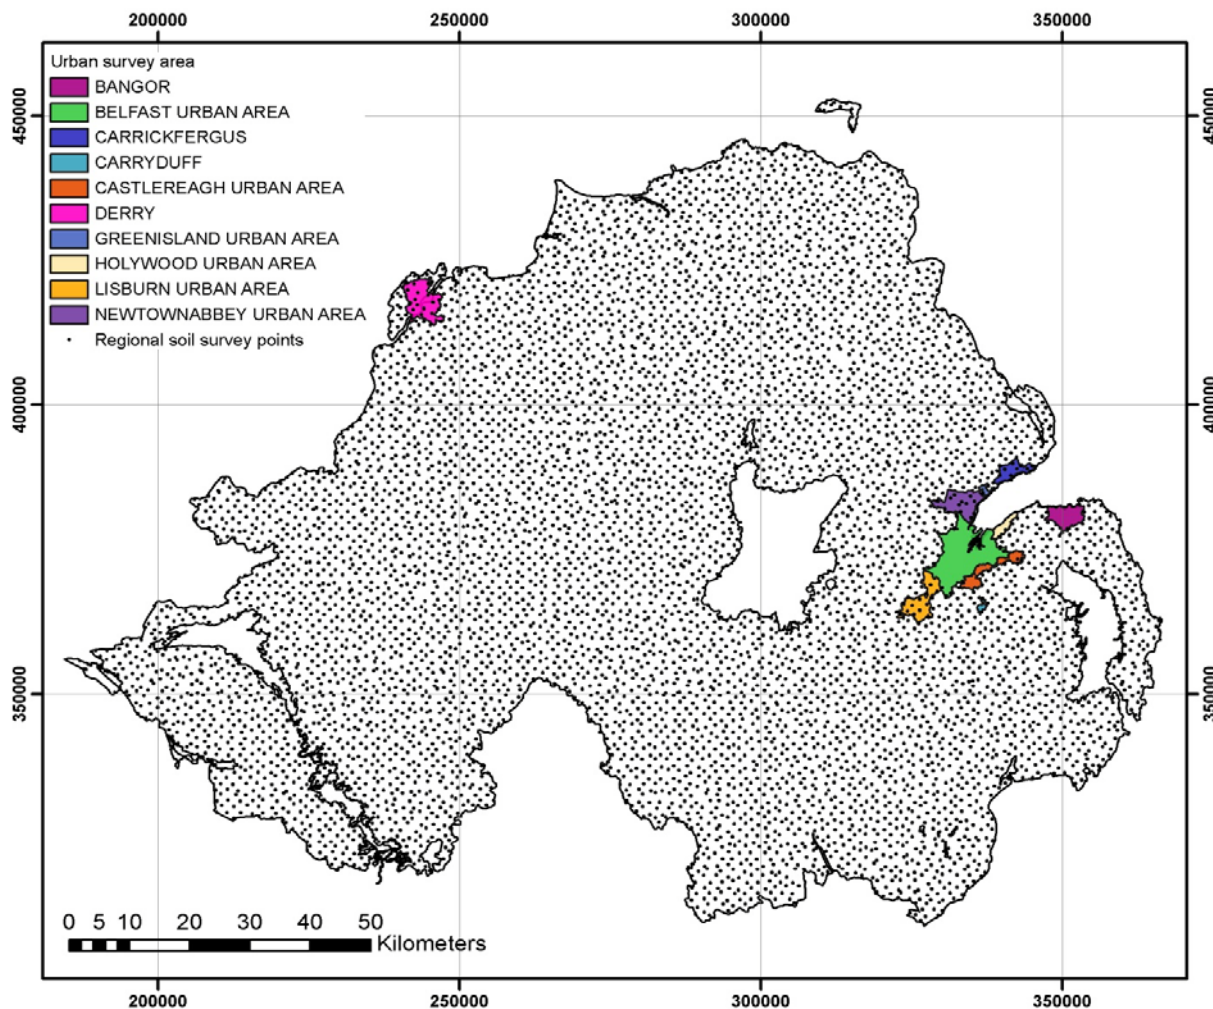 200000 250000 300000 350000
Urban survey area
BANGOR
BELFAST URBAN AREA
CARRICKFERGUS
CARRYDUFF
CASTLEREAGH URBAN AREA
DERRY
GREENISLAND URBAN AREA
HOLYWOOD URBAN AREA
LISBURN URBAN AREA
NEWTOWNABBEY URBAN AREA
Regional soil survey points
450000 450000
400000 400000
350000 350000
0 5 10 20 30 40 50
Kilometers
200000 250000 300000 350000